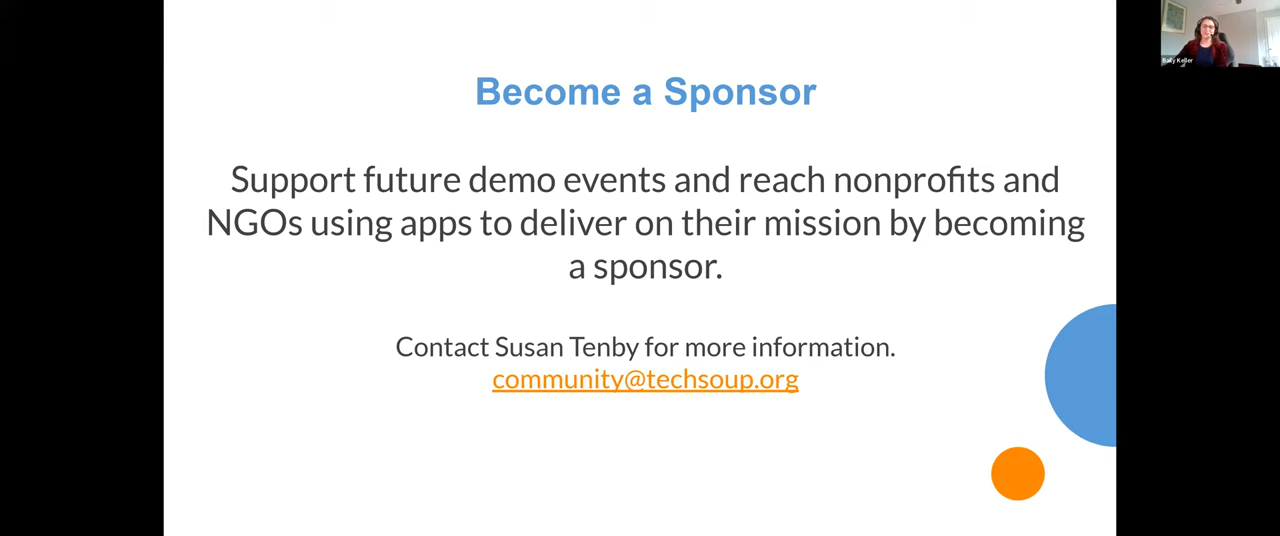 Become a Sponsor
Support future demo events and reach nonprofits and
NGOs using apps to deliver on their mission by becoming
a sponsor.
Contact Susan Tenby for more information.
community@techsoup.org
Keller